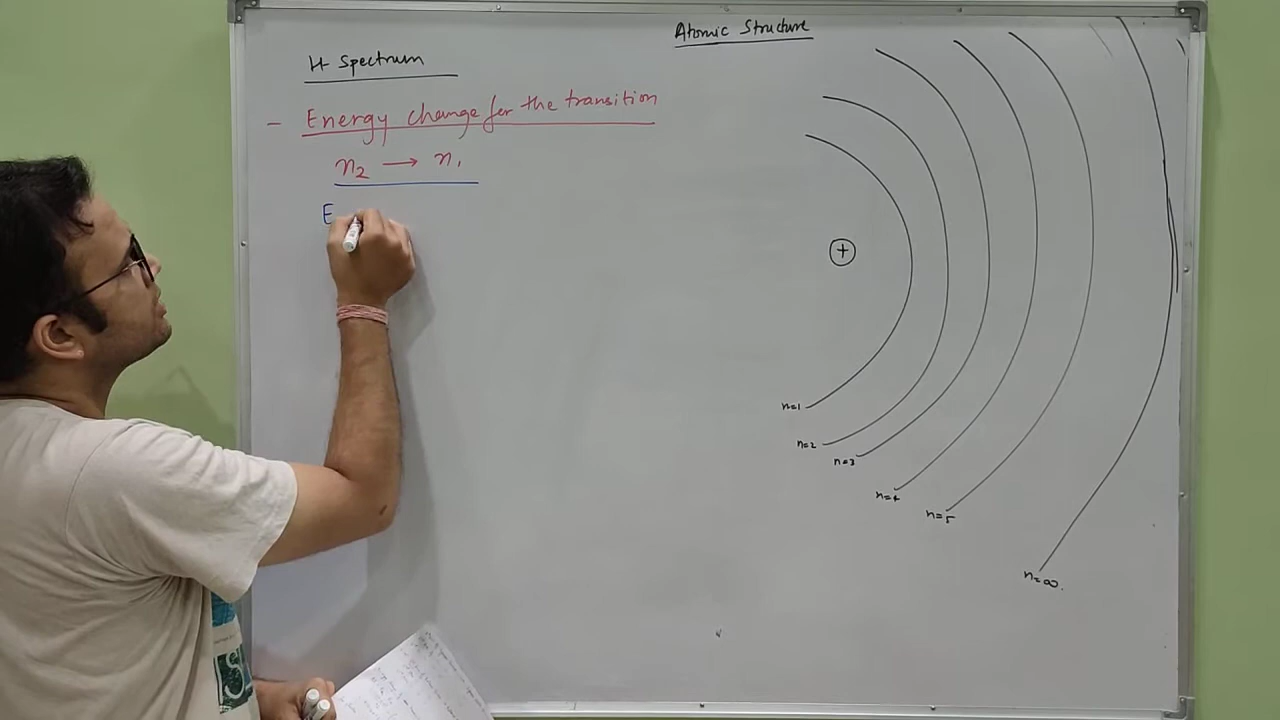 Atomic Structure
H Spectrum
- Energy change for the transition
n₂ → n₁
E
+
n=1
n=2
n=3
n=4
n=5
n=∞